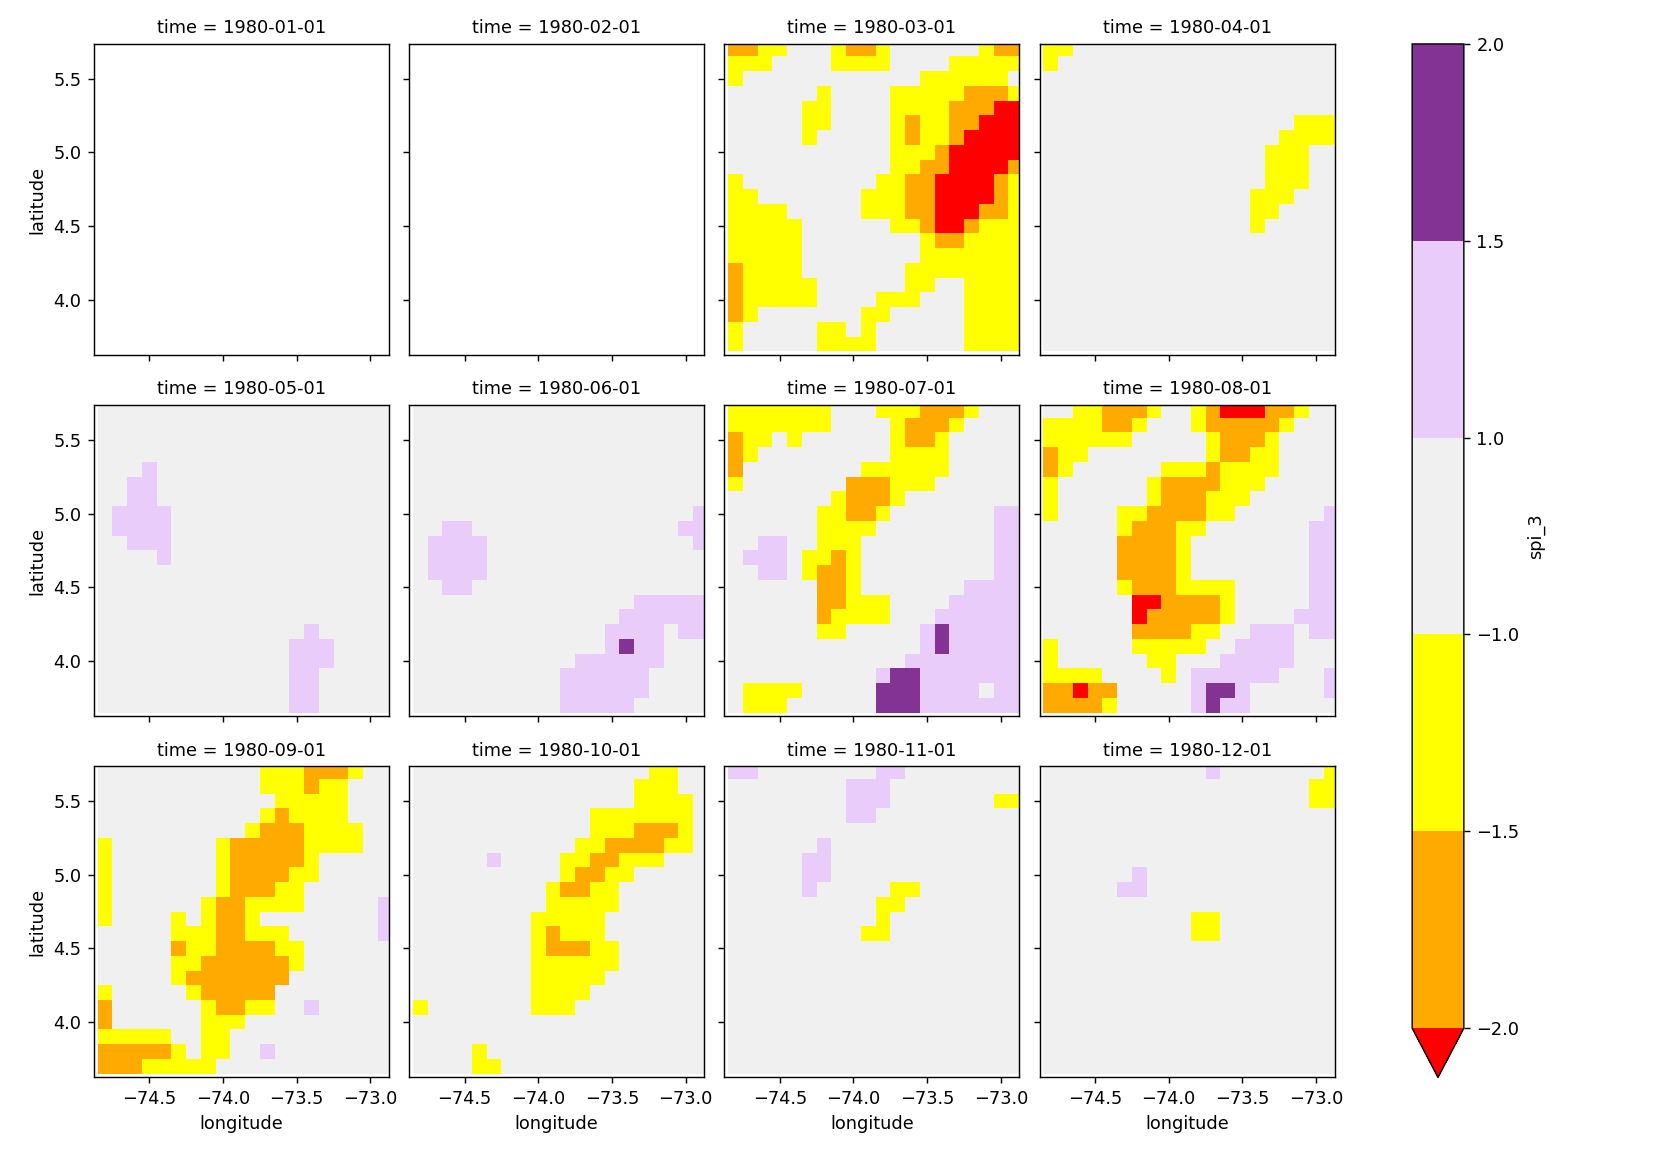 time = 1980-01-01
time = 1980-02-01
time = 1980-03-01
time = 1980-04-01
latitude
5.5
5.0
4.5
4.0
time = 1980-05-01
time = 1980-06-01
time = 1980-07-01
time = 1980-08-01
latitude
5.5
5.0
4.5
4.0
time = 1980-09-01
time = 1980-10-01
time = 1980-11-01
time = 1980-12-01
latitude
5.5
5.0
4.5
4.0
−74.5 −74.0 −73.5 −73.0
longitude
−74.5 −74.0 −73.5 −73.0
longitude
−74.5 −74.0 −73.5 −73.0
longitude
−74.5 −74.0 −73.5 −73.0
longitude
2.0
1.5
1.0
−1.0
−1.5
−2.0
spi_3